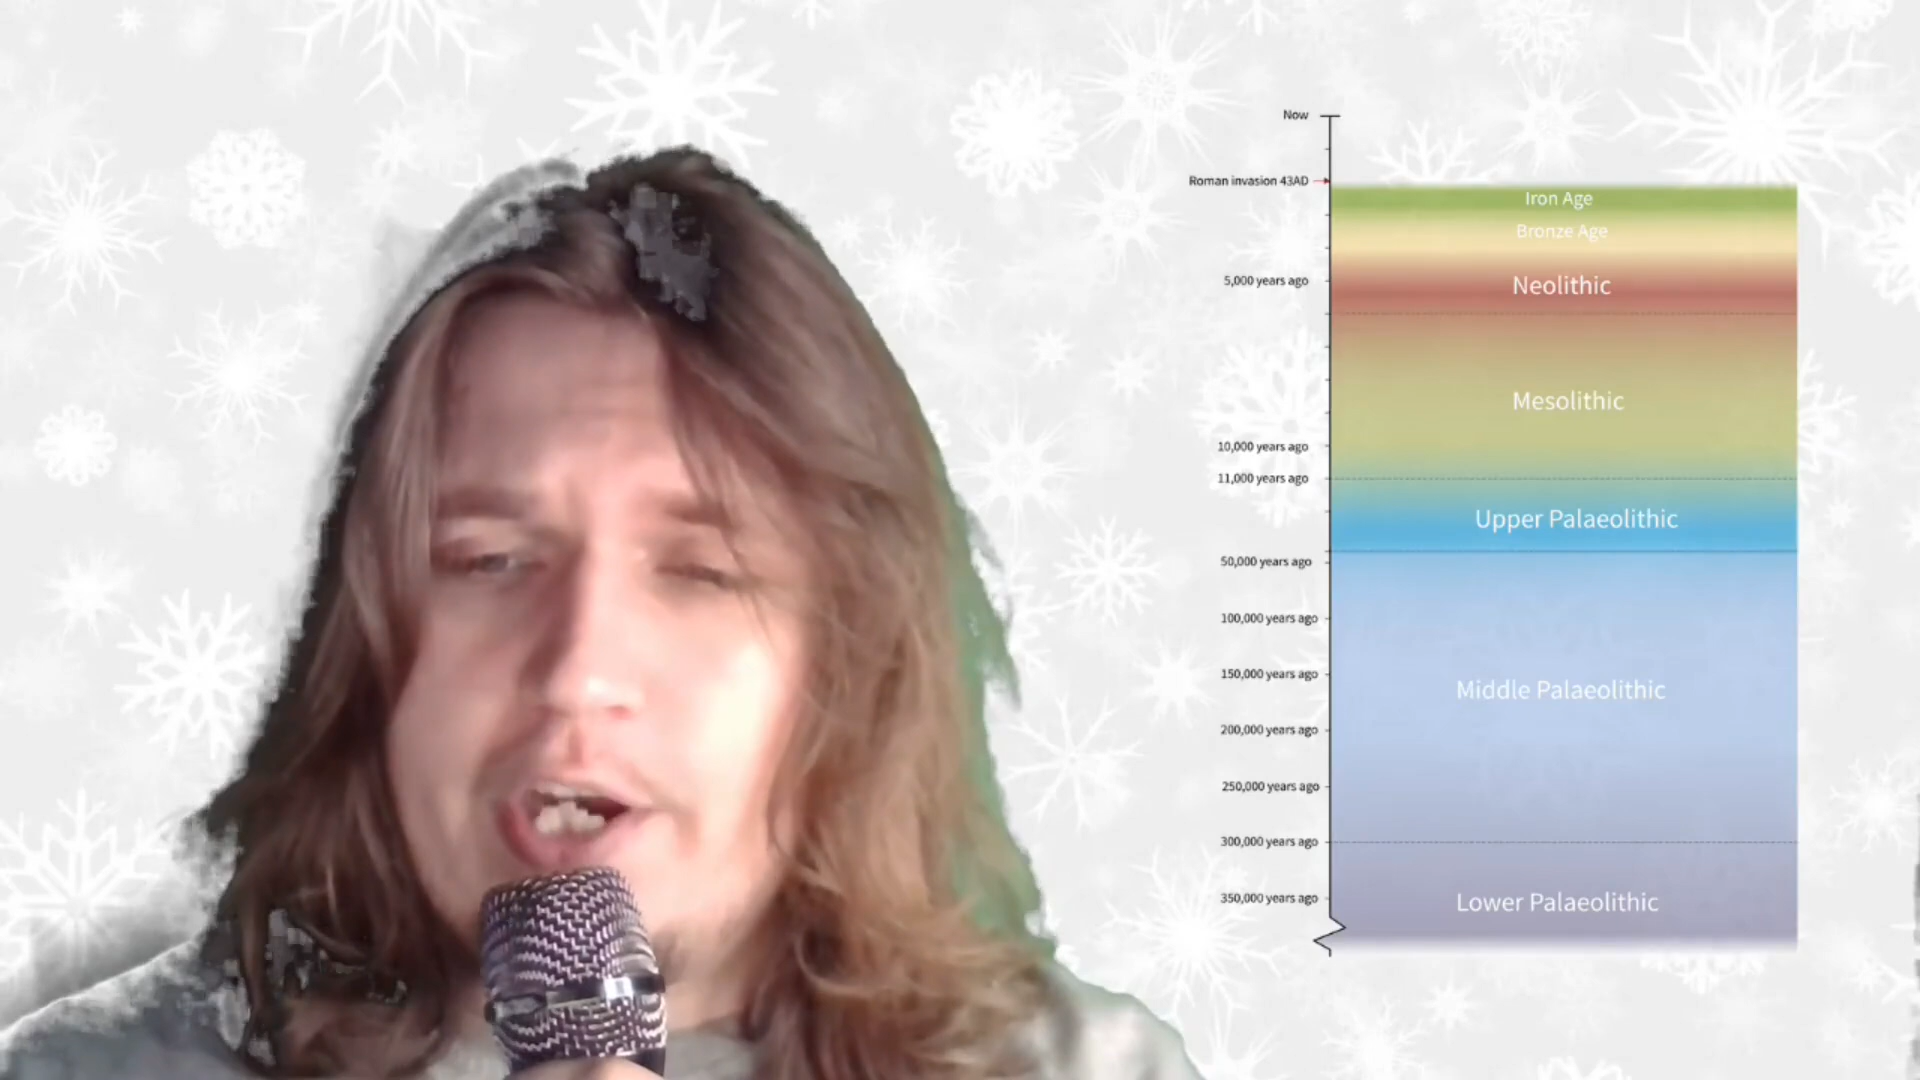 Now
Roman invasion 43AD
Iron Age
Bronze Age
5,000 years ago
Neolithic
Mesolithic
10,000 years ago
11,000 years ago
Upper Palaeolithic
50,000 years ago
100,000 years ago
150,000 years ago
Middle Palaeolithic
200,000 years ago
250,000 years ago
300,000 years ago
350,000 years ago
Lower Palaeolithic